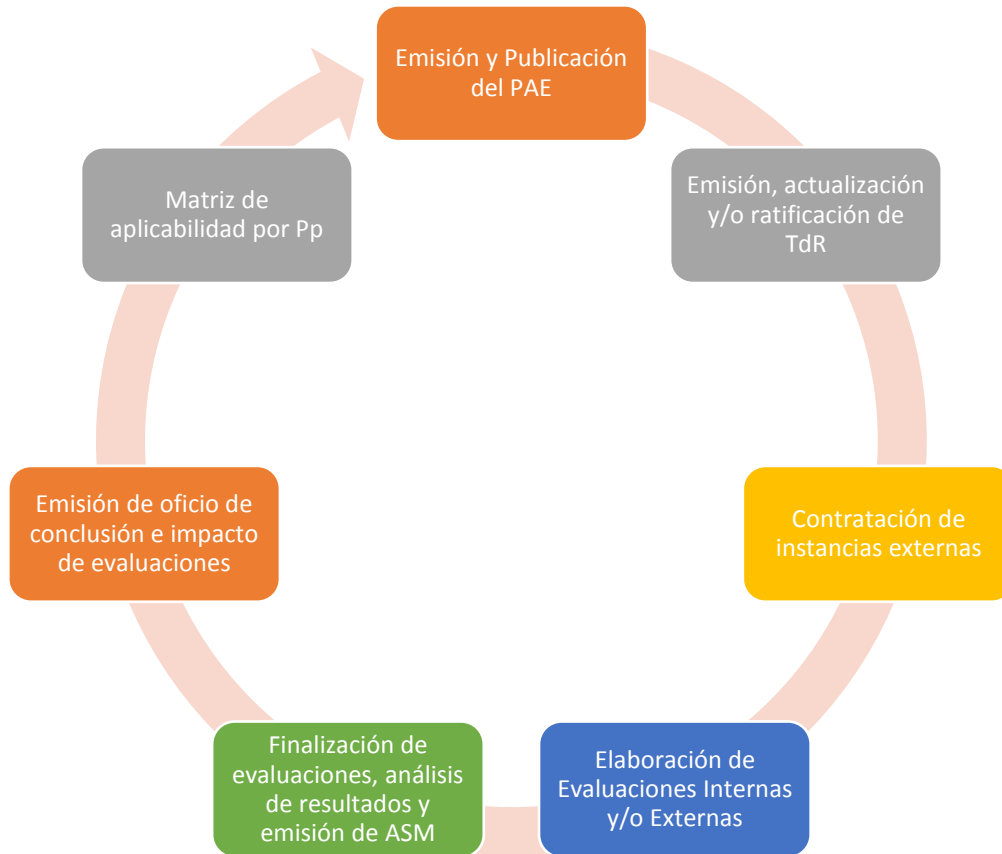 Emisión y Publicación
del PAE
Emisión, actualización
y/o ratificación de
TdR
Contratación de
instancias externas
Elaboración de
Evaluaciones Internas
y/o Externas
Finalización de
evaluaciones, análisis
de resultados y
emisión de ASM
Emisión de oficio de
conclusión e impacto
de evaluaciones
Matriz de
aplicabilidad por Pp